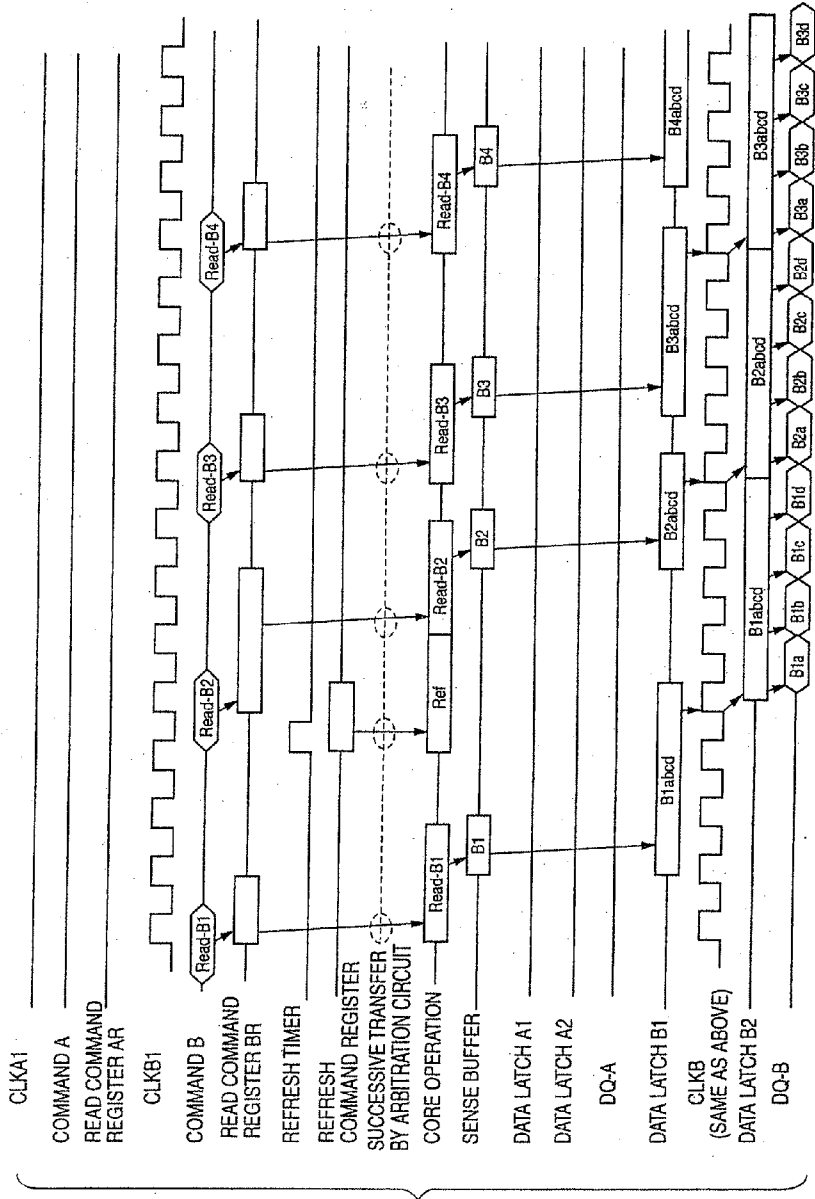 CLKA1
COMMAND A
READ COMMAND
REGISTER AR
CLKB1
COMMAND B
Read-B1
Read-B2
Read-B3
Read-B4
READ COMMAND
REGISTER BR
REFRESH TIMER
REFRESH
COMMAND REGISTER
SUCCESSIVE TRANSFER
BY ARBITRATION CIRCUIT
CORE OPERATION
Read-B1
Ref
Read-B2
Read-B3
Read-B4
SENSE BUFFER
B1
B2
B3
B4
DATA LATCH A1
DATA LATCH A2
DQ-A
DATA LATCH B1
B1abcd
B2abcd
B3abcd
B4abcd
CLKB
(SAME AS ABOVE)
DATA LATCH B2
B1abcd
B2abcd
B3abcd
DQ-B
B1a
B1b
B1c
B1d
B2a
B2b
B2c
B2d
B3a
B3b
B3c
B3d